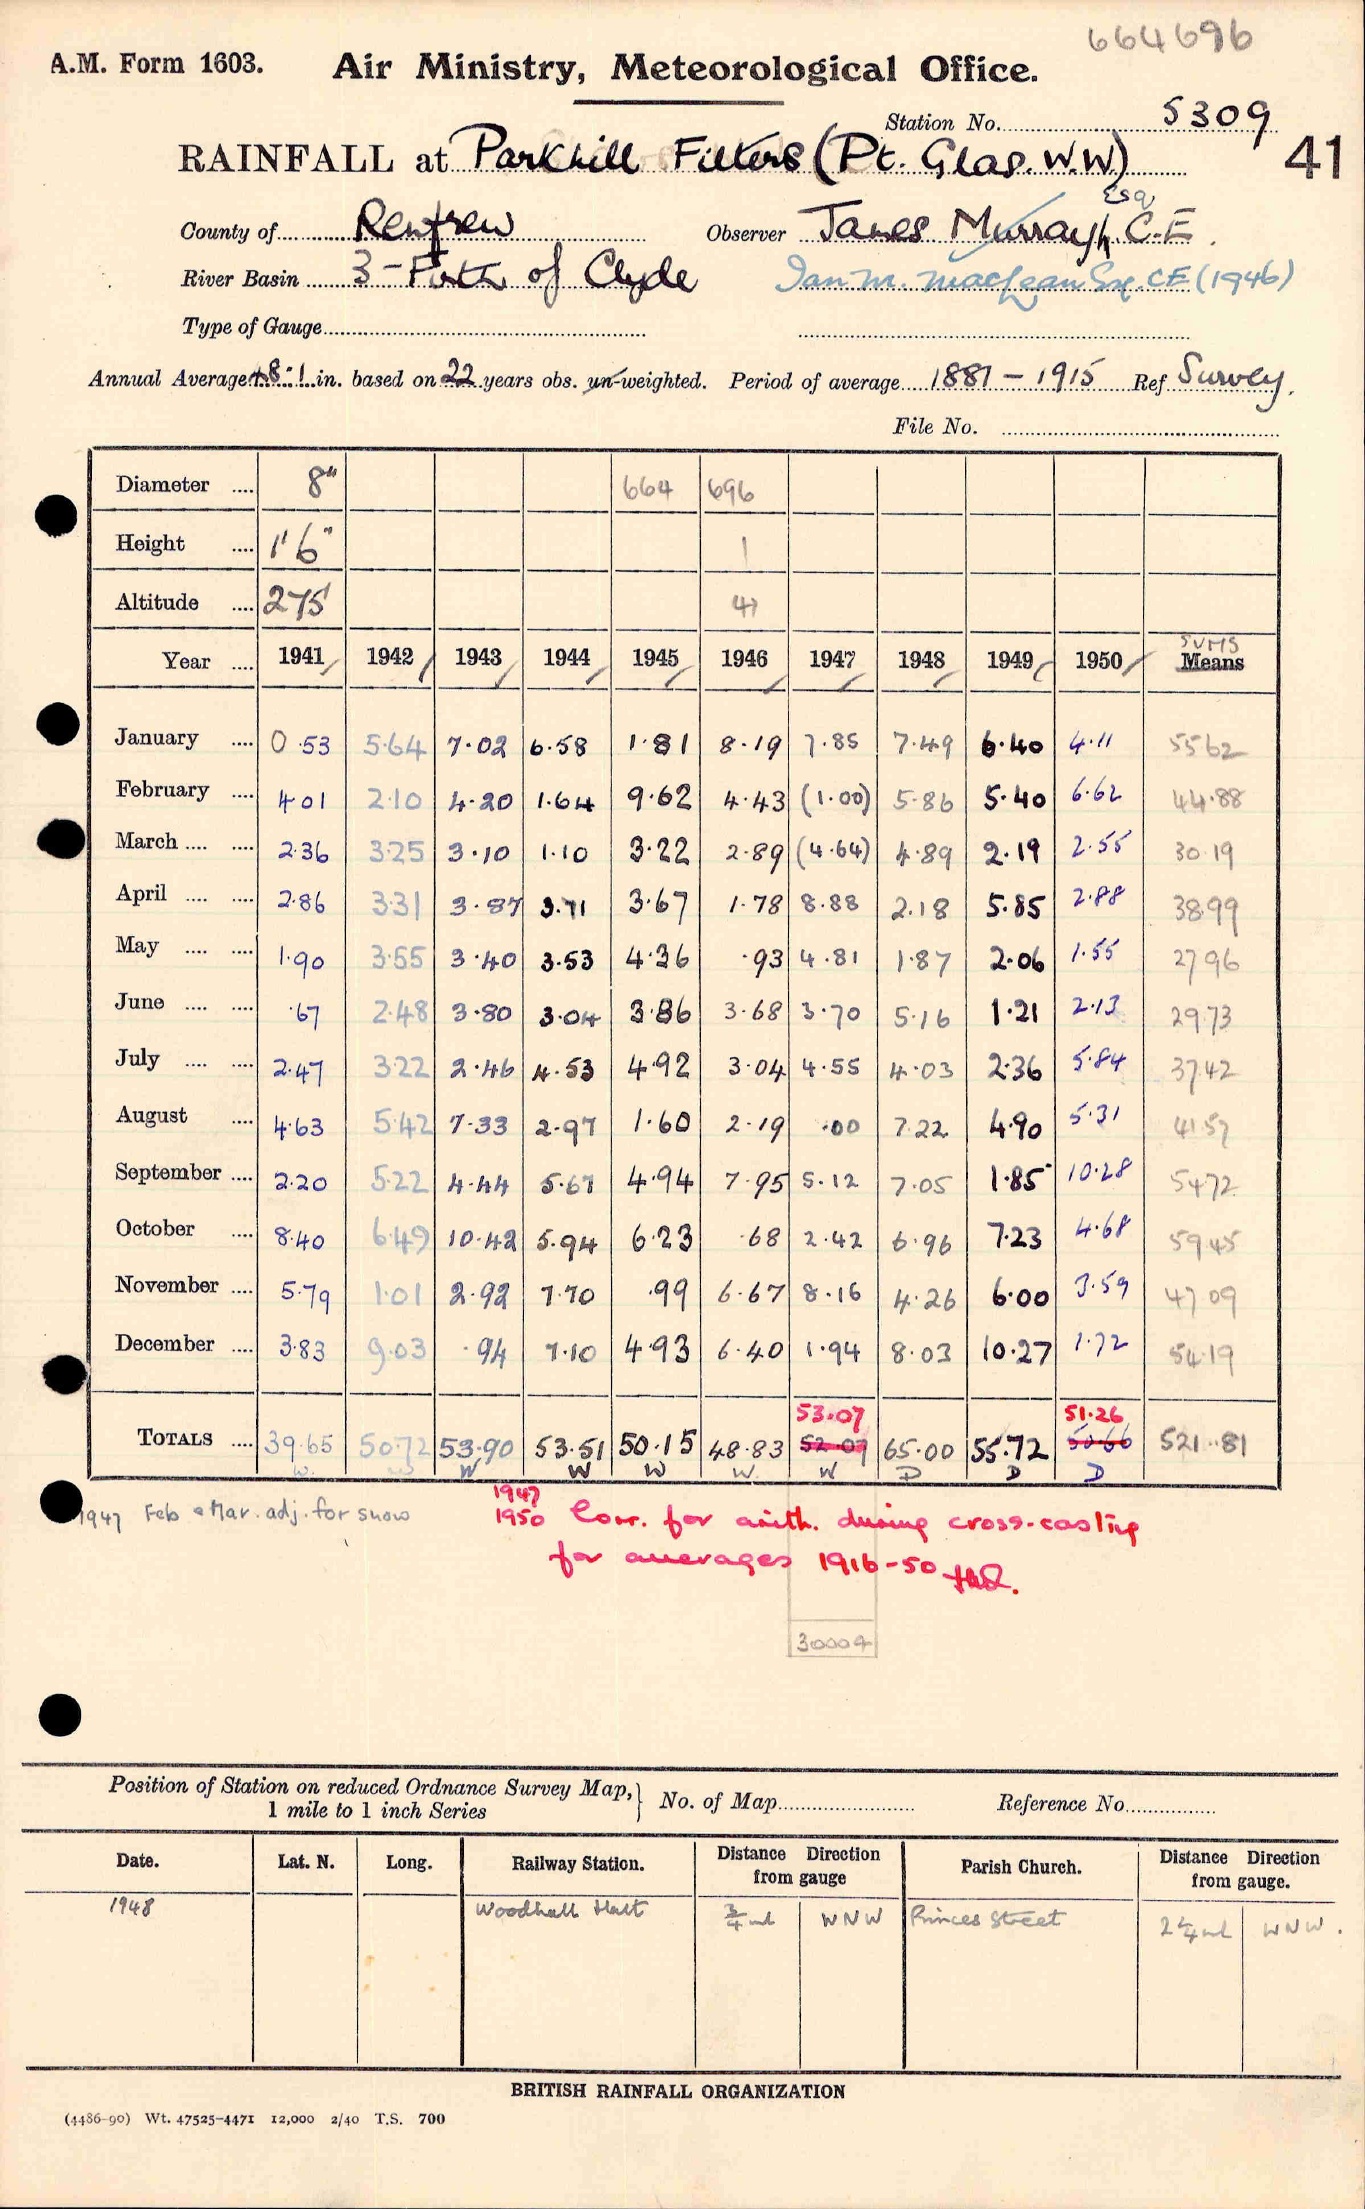 664696
A.M. Form 1603. Air Ministry, Meteorological Office.
Station No. 5309
RAINFALL at Parkhill Filters (Pt. Glas. W.W) 41
Esq
County of Renfrew Observer James Murray C.E.
River Basin 3 - Firth of Clyde Ian M. MacLean Esq. CE (1946)
Type of Gauge
Annual Average 48.1 in. based on 22 years obs. un-weighted. Period of average 1881 - 1915 Ref Survey.
File No.
Diameter .... 8" 664 696
Height .... 1'6" 1
Altitude .... 275 41
SUMS
Year .... 1941 1942 1943 1944 1945 1946 1947 1948 1949 1950 Means
January .... 0.53 5.64 7.02 6.58 1.81 8.19 7.85 7.49 6.40 4.11 5562
February .... 4.01 2.10 4.20 1.64 9.62 4.43 (1.00) 5.86 5.40 6.62 44.88
March .... .... 2.36 3.25 3.10 1.10 3.22 2.89 (4.64) 4.89 2.19 2.55 30.19
April .... .... 2.86 3.31 3.87 3.71 3.67 1.78 8.88 2.18 5.85 2.88 38.99
May .... .... 1.90 3.55 3.40 3.53 4.36 .93 4.81 1.87 2.06 1.55 27.96
June .... .... .67 2.48 3.80 3.04 3.86 3.68 3.70 5.16 1.21 2.13 29.73
July .... .... 2.47 3.22 2.46 4.53 4.92 3.04 4.55 4.03 2.36 5.84 37.42
August .... 4.63 5.42 7.33 2.97 1.60 2.19 .00 7.22 4.90 5.31 41.57
September .... 2.20 5.22 4.44 5.67 4.94 7.95 5.12 7.05 1.85 10.28 54.72
October .... 8.40 6.49 10.42 5.94 6.23 .68 2.42 6.96 7.23 4.68 59.45
November .... 5.79 1.01 2.92 7.70 .99 6.67 8.16 4.26 6.00 3.59 47.09
December .... 3.83 9.03 .94 7.10 4.93 6.40 1.94 8.03 10.27 1.72 54.19
53.07 51.26
TOTALS .... 39.65 50.72 53.90 53.51 50.15 48.83 52.07 65.00 55.72 50.66 521.81
W W W W W W W D D D
1947 Feb & Mar. adj. for snow
1947
1950 Corr. for arith. during cross-casting
for averages 1916-50
30004
Position of Station on reduced Ordnance Survey Map,
1 mile to 1 inch Series
No. of Map Reference No.
Date. Lat. N. Long. Railway Station. Distance from gauge Direction Parish Church. Distance from gauge. Direction
1948 Woodhall Halt 3/4 ml WNW Princes Street 2 1/4 ml WNW.
BRITISH RAINFALL ORGANIZATION
(4486-90) Wt. 47525-4471 12,000 2/40 T.S. 700